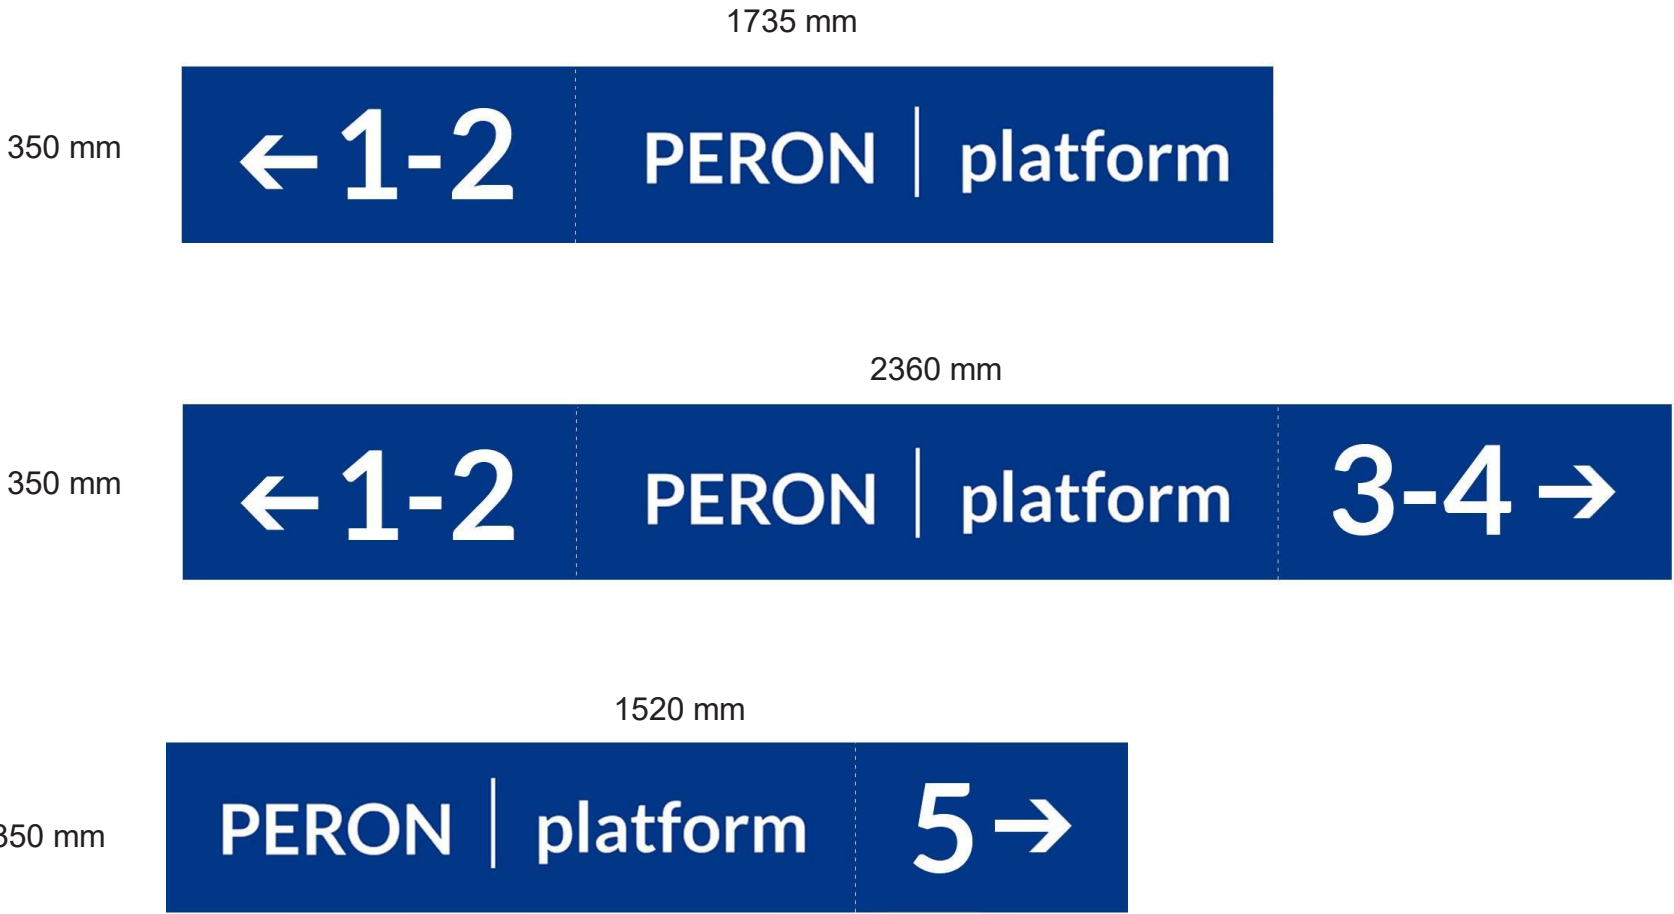 1735 mm
350 mm
← 1-2 PERON | platform
2360 mm
350 mm
← 1-2 PERON | platform 3-4 →
1520 mm
350 mm
PERON | platform 5 →